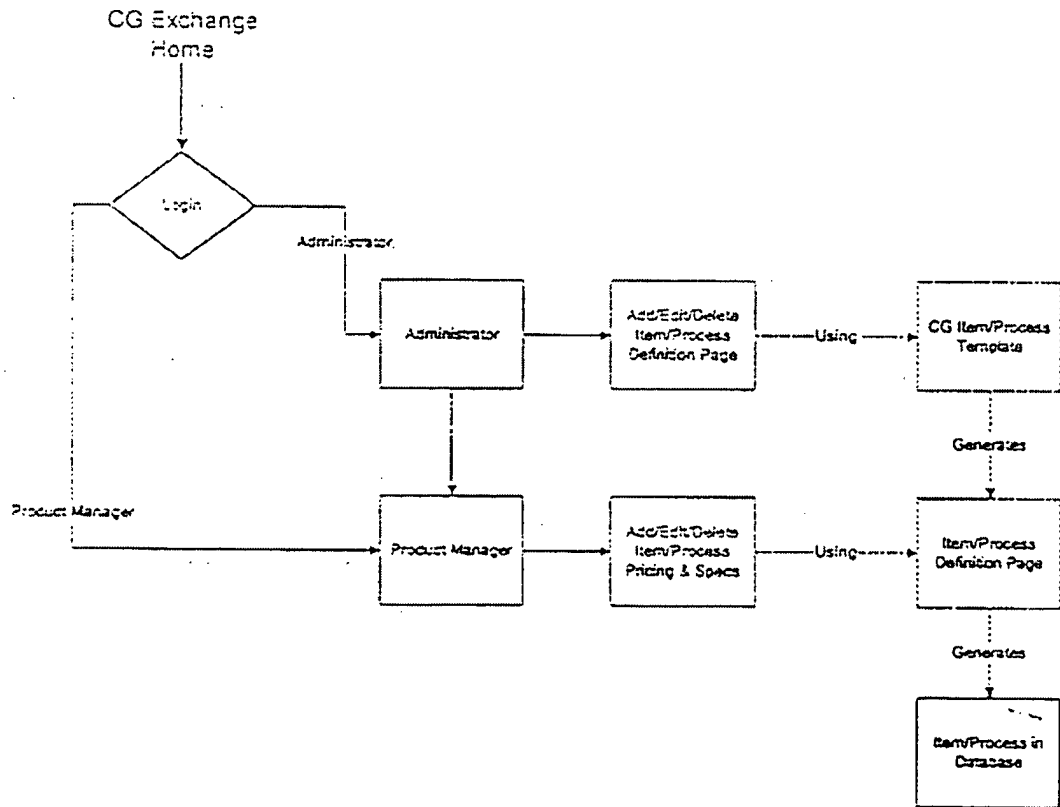 CG Exchange
Home
Login
Administrator
Administrator
Add/Edit/Delete
Item/Process
Definition Page
Using
CG Item/Process
Template
Generates
Product Manager
Product Manager
Add/Edit/Delete
Item/Process
Pricing & Specs
Using
Item/Process
Definition Page
Generates
Item/Process in
Database